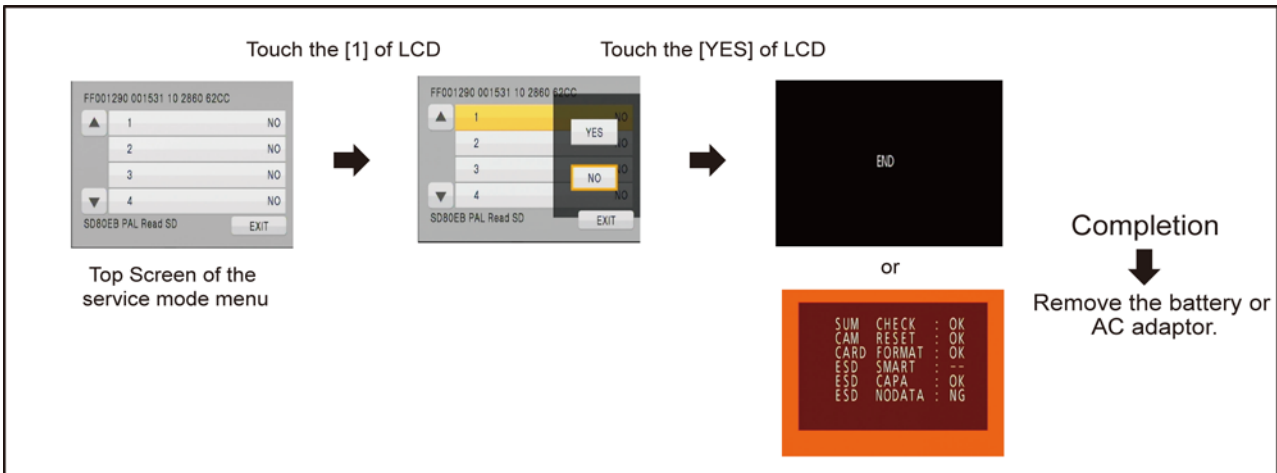 Touch the [1] of LCD
Touch the [YES] of LCD
FF001290 001531 10 2860 62CC
▲
1 NO
2 NO
3 NO
▼
4 NO
SD80EB PAL Read SD
EXIT
Top Screen of the
service mode menu
FF001290 001531 10 2860 62CC
▲
1 NO
YES
2 NO
3 NO
NO
▼
4 NO
SD80EB PAL Read SD
EXIT
END
or
SUM CHECK : OK
CAM RESET : OK
CARD FORMAT : OK
ESD SMART : --
ESD CAPA : OK
ESD NODATA : NG
Completion
Remove the battery or
AC adaptor.